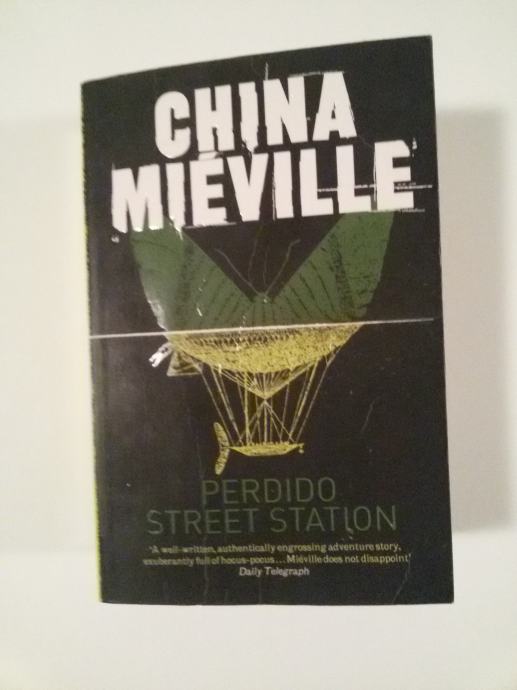 CHINA
MIÉVILLE
PERDIDO
STREET STATION
'A well-written, authentically engrossing adventure story,
exuberantly full of hocus-pocus... Miéville does not disappoint'
Daily Telegraph